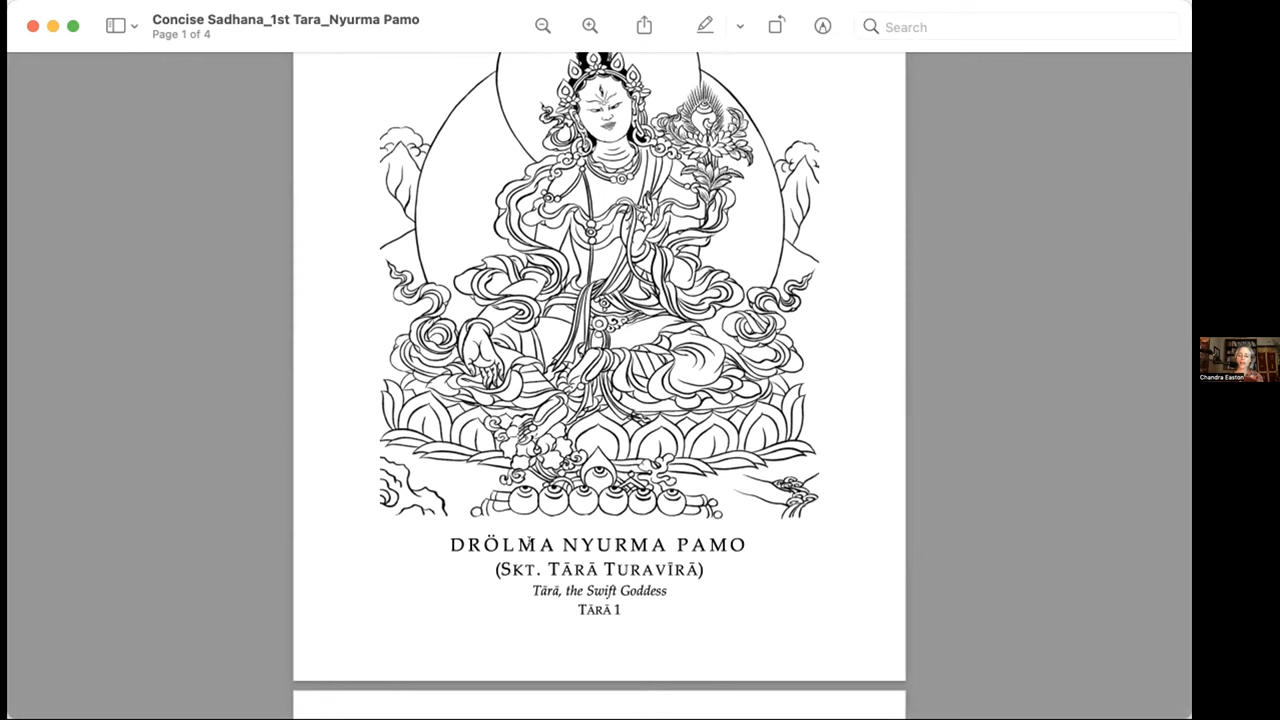 Concise Sadhana_1st Tara_Nyurma Pamo
Page 1 of 4
Search
DRÖLMA NYURMA PAMO
(SKT. TĀRĀ TURAVĪRĀ)
Tārā, the Swift Goddess
TĀRĀ 1
Chandra Easton